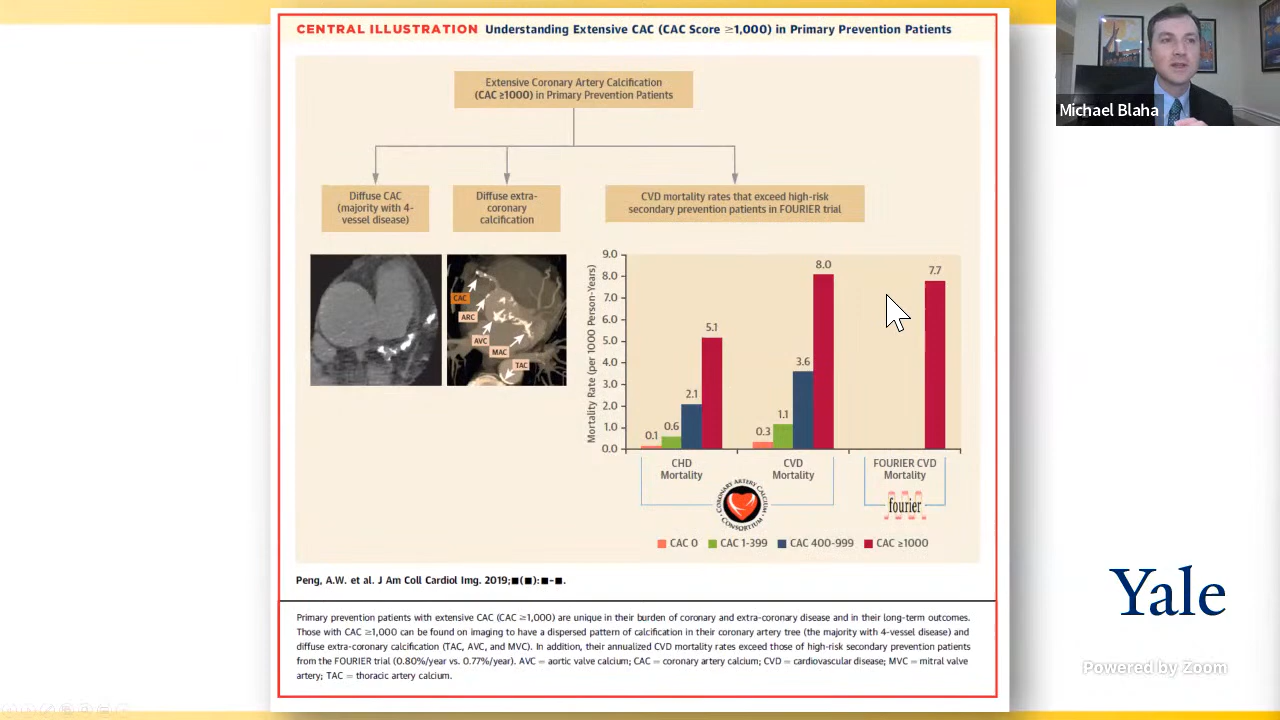 CENTRAL ILLUSTRATION Understanding Extensive CAC (CAC Score ≥1,000) in Primary Prevention Patients
Extensive Coronary Artery Calcification
(CAC ≥1000) in Primary Prevention Patients
Diffuse CAC
(majority with 4-
vessel disease)
Diffuse extra-
coronary
calcification
CVD mortality rates that exceed high-risk
secondary prevention patients in FOURIER trial
CAC
ARC
AVC
MAC
TAC
Mortality Rate (per 1000 Person-Years)
9.0
8.0
7.0
6.0
5.0
4.0
3.0
2.0
1.0
0.0
0.1
0.6
2.1
5.1
0.3
1.1
3.6
8.0
7.7
CHD
Mortality
CVD
Mortality
FOURIER CVD
Mortality
CORONARY ARTERY CALCIUM
CONSORTIUM
fourier
CAC 0
CAC 1-399
CAC 400-999
CAC ≥1000
Peng, A.W. et al. J Am Coll Cardiol Img. 2019;■(■):■-■.
Primary prevention patients with extensive CAC (CAC ≥1,000) are unique in their burden of coronary and extra-coronary disease and in their long-term outcomes.
Those with CAC ≥1,000 can be found on imaging to have a dispersed pattern of calcification in their coronary artery tree (the majority with 4-vessel disease) and
diffuse extra-coronary calcification (TAC, AVC, and MVC). In addition, their annualized CVD mortality rates exceed those of high-risk secondary prevention patients
from the FOURIER trial (0.80%/year vs. 0.77%/year). AVC = aortic valve calcium; CAC = coronary artery calcium; CVD = cardiovascular disease; MVC = mitral valve
artery; TAC = thoracic artery calcium.
Michael Blaha
Yale
Powered by Zoom